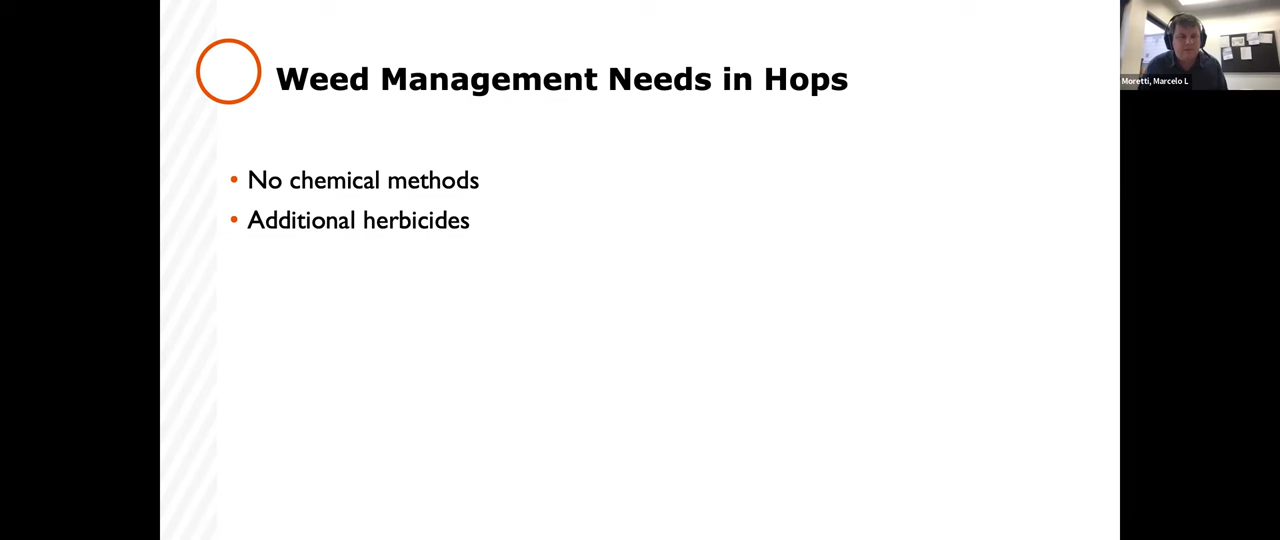 Weed Management Needs in Hops
Moretti, Marcelo L
• No chemical methods
• Additional herbicides